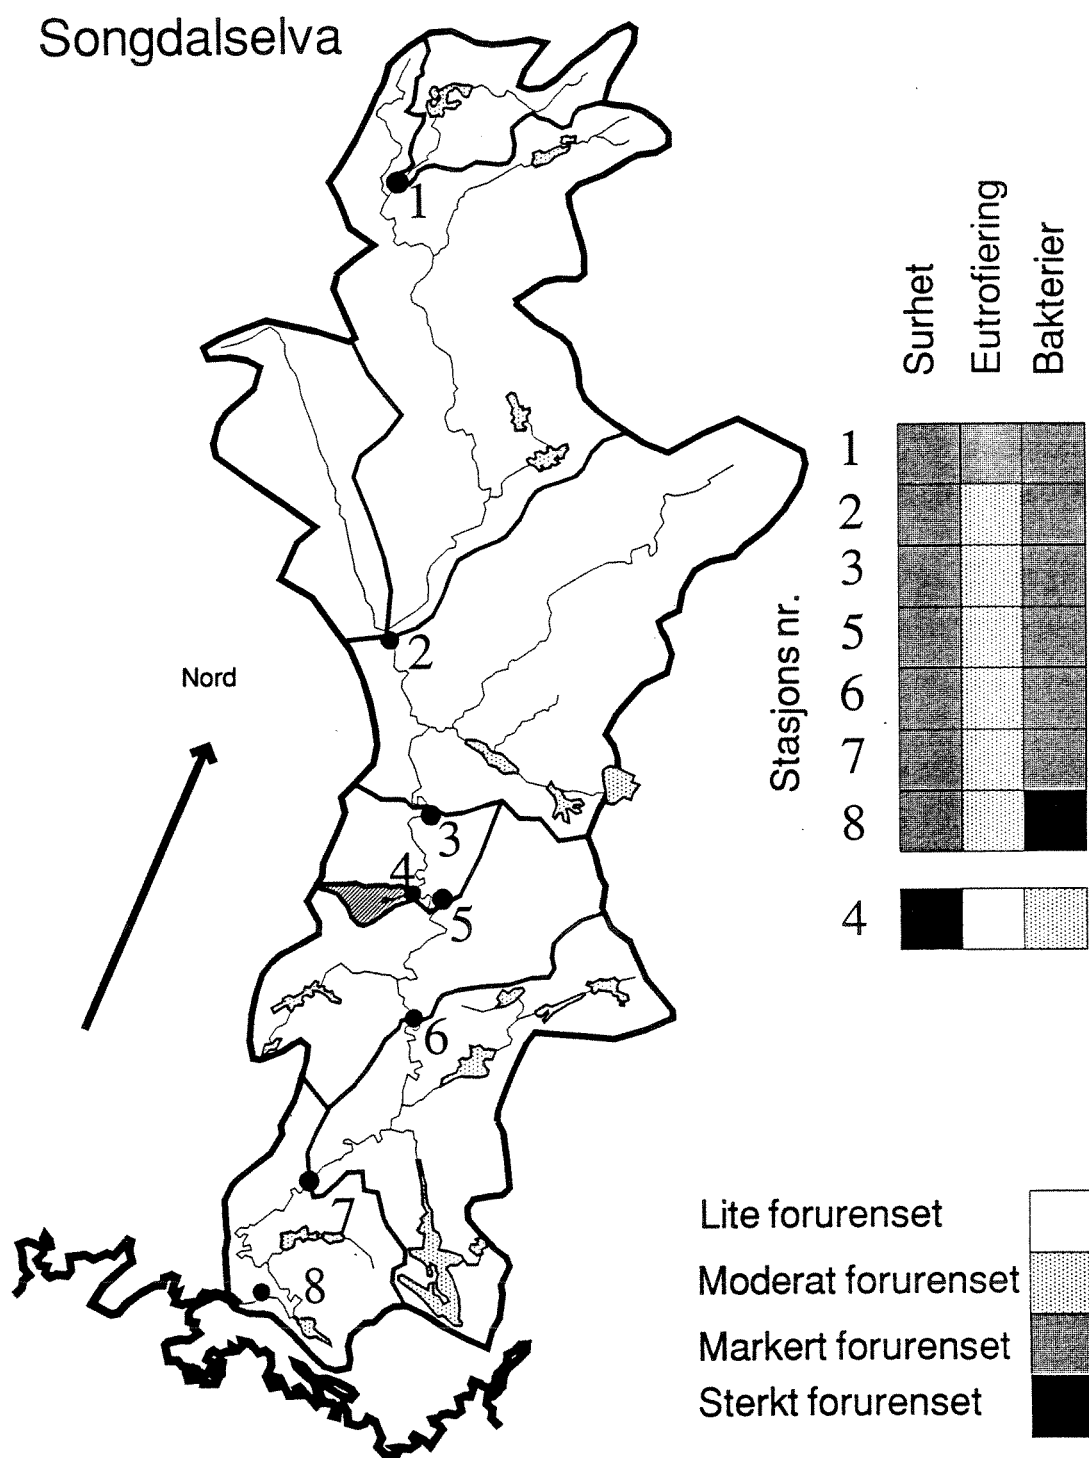 Songdalselva
1
2
3
4
5
6
7
8
Nord
Surhet
Eutrofiering
Bakterier
Stasjons nr.
1
2
3
5
6
7
8
4
Lite forurenset
Moderat forurenset
Markert forurenset
Sterkt forurenset